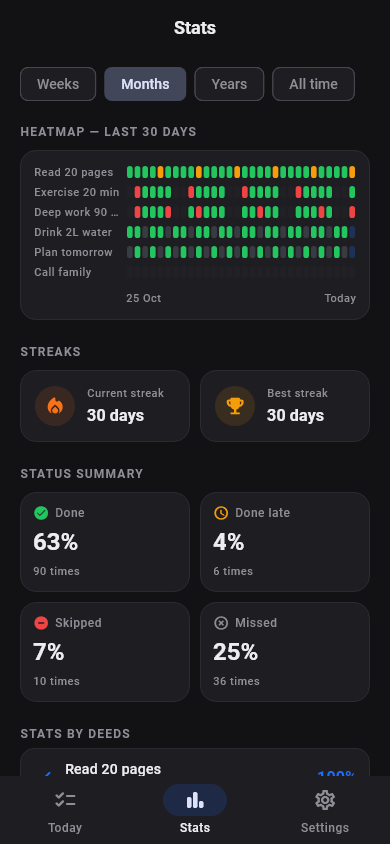 Stats
Weeks
Months
Years
All time
HEATMAP — LAST 30 DAYS
Read 20 pages
Exercise 20 min
Deep work 90 ...
Drink 2L water
Plan tomorrow
Call family
25 Oct
Today
STREAKS
Current streak
30 days
Best streak
30 days
STATUS SUMMARY
Done
63%
90 times
Done late
4%
6 times
Skipped
7%
10 times
Missed
25%
36 times
STATS BY DEEDS
Read 20 pages
100%
Today
Stats
Settings